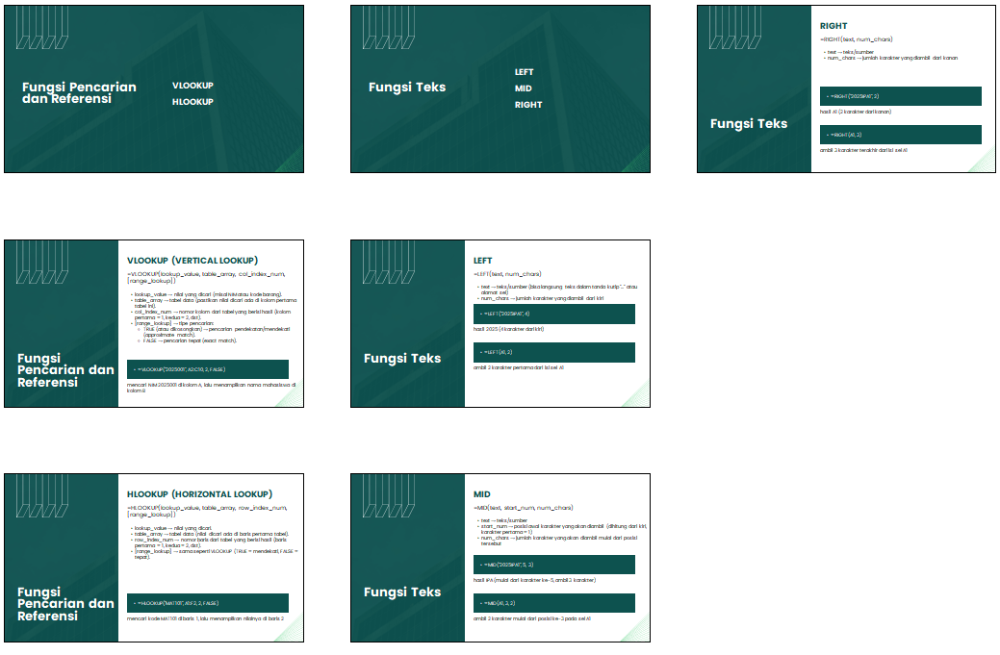 Fungsi Pencarian
dan Referensi
VLOOKUP
HLOOKUP
Fungsi Teks
LEFT
MID
RIGHT
Fungsi Teks
RIGHT
=RIGHT(text, num_chars)
• text → teks/sumber
• num_chars → jumlah karakter yang diambil dari kanan
• =RIGHT("2025IPA1", 2)
hasil A1 (2 karakter dari kanan)
• =RIGHT(A1, 3)
ambil 3 karakter terakhir dari isi sel A1
Fungsi
Pencarian dan
Referensi
VLOOKUP (VERTICAL LOOKUP)
=VLOOKUP(lookup_value, table_array, col_index_num,
[range_lookup])
• lookup_value → nilai yang dicari (misal NIM atau kode barang).
• table_array → tabel data (pastikan nilai dicari ada di kolom pertama
tabel ini).
• col_index_num → nomor kolom dari tabel yang berisi hasil (kolom
pertama = 1, kedua = 2, dst).
• [range_lookup] → tipe pencarian:
○ TRUE (atau dikosongkan) → pencarian pendekatan/mendekati
(approximate match).
○ FALSE → pencarian tepat (exact match).
• =VLOOKUP("2025001", A2:C10, 2, FALSE)
mencari NIM 2025001 di kolom A, lalu menampilkan nama mahasiswa di
kolom B
Fungsi Teks
LEFT
=LEFT(text, num_chars)
• text → teks/sumber (bisa langsung teks dalam tanda kutip "..." atau
alamat sel)
• num_chars → jumlah karakter yang diambil dari kiri
• =LEFT("2025IPA1", 4)
hasil 2025 (4 karakter dari kiri)
• =LEFT(A1, 2)
ambil 2 karakter pertama dari isi sel A1
Fungsi
Pencarian dan
Referensi
HLOOKUP (HORIZONTAL LOOKUP)
=HLOOKUP(lookup_value, table_array, row_index_num,
[range_lookup])
• lookup_value → nilai yang dicari.
• table_array → tabel data (nilai dicari ada di baris pertama tabel).
• row_index_num → nomor baris dari tabel yang berisi hasil (baris
pertama = 1, kedua = 2, dst).
• [range_lookup] → sama seperti VLOOKUP (TRUE = mendekati, FALSE =
tepat).
• =HLOOKUP("MAT101", A1:F2, 2, FALSE)
mencari kode MAT101 di baris 1, lalu menampilkan nilainya di baris 2
Fungsi Teks
MID
=MID(text, start_num, num_chars)
• text → teks/sumber
• start_num → posisi awal karakter yang akan diambil (dihitung dari kiri,
karakter pertama = 1)
• num_chars → jumlah karakter yang akan diambil mulai dari posisi
tersebut
• =MID("2025IPA1", 5, 3)
hasil IPA (mulai dari karakter ke-5, ambil 3 karakter)
• =MID(A1, 3, 2)
ambil 2 karakter mulai dari posisi ke-3 pada sel A1